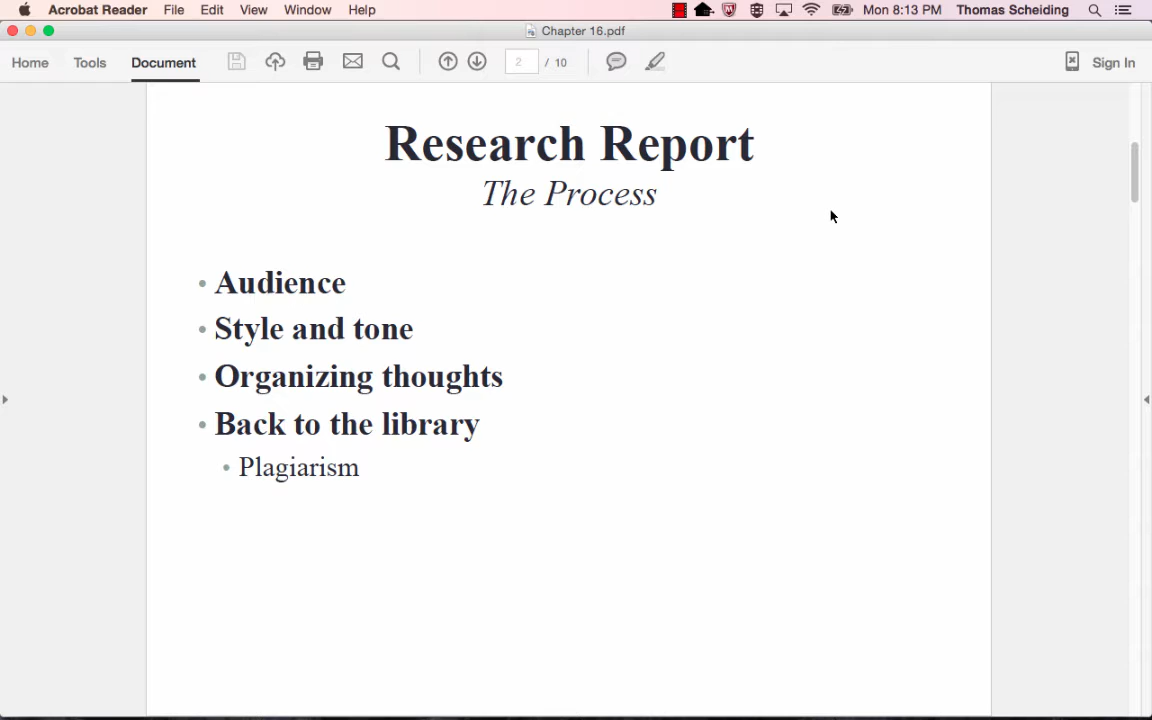 Acrobat Reader File Edit View Window Help Mon 8:13 PM Thomas Scheiding
Chapter 16.pdf
Home Tools Document 2 / 10 Sign In
Research Report
The Process
• Audience
• Style and tone
• Organizing thoughts
• Back to the library
• Plagiarism